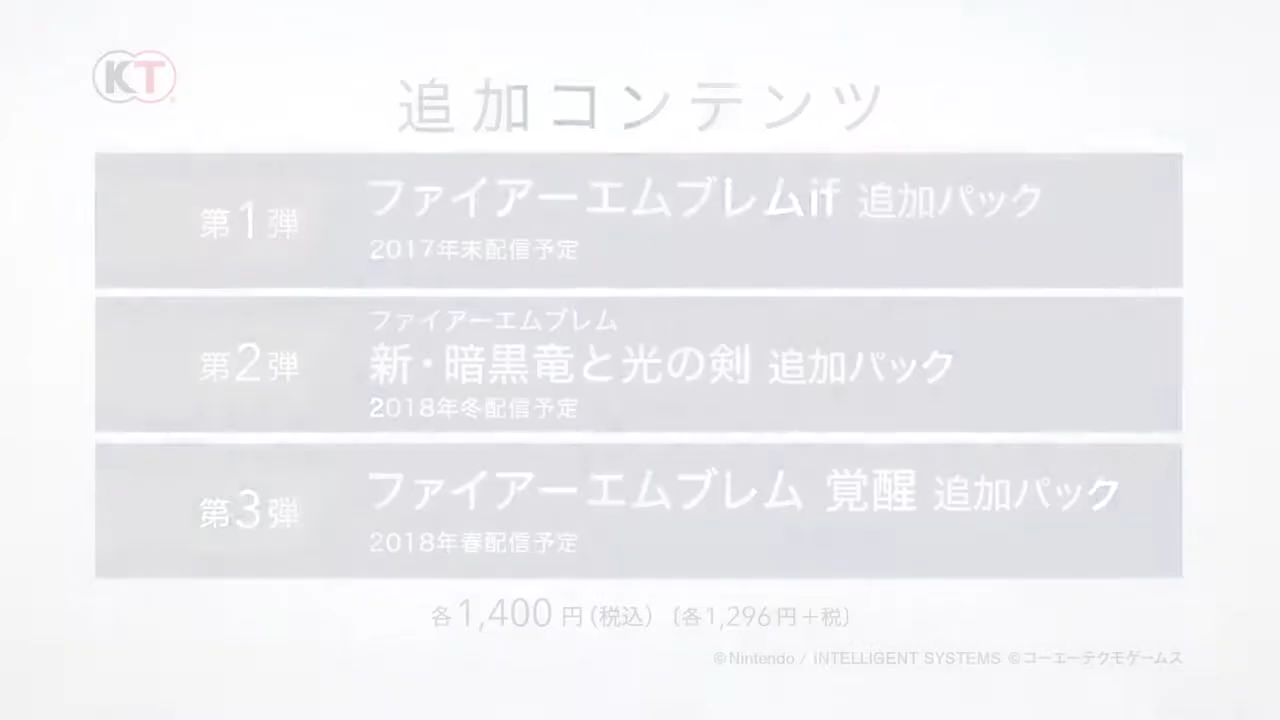 KT
追加コンテンツ
第1弾
ファイアーエムブレムif 追加パック
2017年末配信予定
第2弾
ファイアーエムブレム
新・暗黒竜と光の剣 追加パック
2018年冬配信予定
第3弾
ファイアーエムブレム 覚醒 追加パック
2018年春配信予定
各1,400円(税込)〔各1,296円+税〕
©Nintendo / INTELLIGENT SYSTEMS ©コーエーテクモゲームス